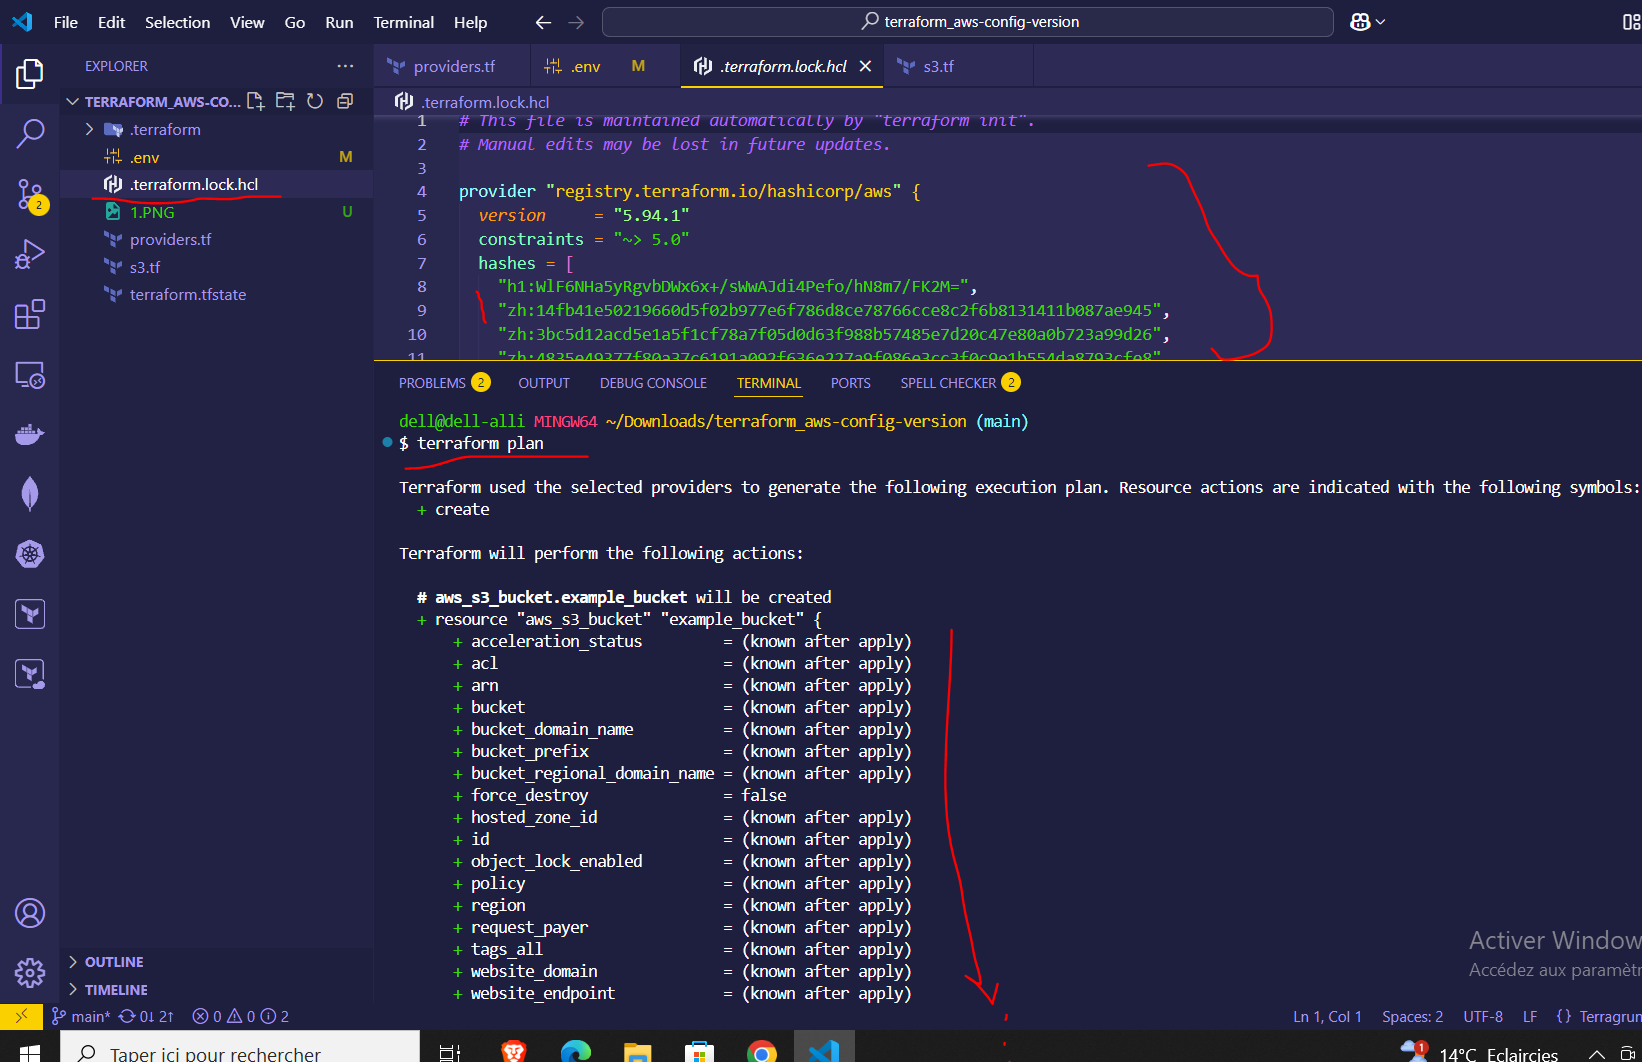 File Edit Selection View Go Run Terminal Help
terraform_aws-config-version
EXPLORER
TERRAFORM_AWS-CO...
.terraform
.env M
.terraform.lock.hcl
1.PNG U
providers.tf
s3.tf
terraform.tfstate
OUTLINE
TIMELINE
providers.tf .env M .terraform.lock.hcl s3.tf
.terraform.lock.hcl
1 # This file is maintained automatically by "terraform init".
2 # Manual edits may be lost in future updates.
3
4 provider "registry.terraform.io/hashicorp/aws" {
5 version = "5.94.1"
6 constraints = "~> 5.0"
7 hashes = [
8 "h1:WlF6NHa5yRgvbDWx6x+/sWwAJdi4Pefo/hN8m7/FK2M=",
9 "zh:14fb41e50219660d5f02b977e6f786d8ce78766cce8c2f6b8131411b087ae945",
10 "zh:3bc5d12acd5e1a5f1cf78a7f05d0d63f988b57485e7d20c47e80a0b723a99d26",
11 "zh:4835e49377f80a37c6191a092f636e227a9f086e3cc3f0c9e1b554da8793cfe8"
PROBLEMS 2 OUTPUT DEBUG CONSOLE TERMINAL PORTS SPELL CHECKER 2
dell@dell-alli MINGW64 ~/Downloads/terraform_aws-config-version (main)
$ terraform plan
Terraform used the selected providers to generate the following execution plan. Resource actions are indicated with the following symbols:
+ create
Terraform will perform the following actions:
# aws_s3_bucket.example_bucket will be created
+ resource "aws_s3_bucket" "example_bucket" {
+ acceleration_status = (known after apply)
+ acl = (known after apply)
+ arn = (known after apply)
+ bucket = (known after apply)
+ bucket_domain_name = (known after apply)
+ bucket_prefix = (known after apply)
+ bucket_regional_domain_name = (known after apply)
+ force_destroy = false
+ hosted_zone_id = (known after apply)
+ id = (known after apply)
+ object_lock_enabled = (known after apply)
+ policy = (known after apply)
+ region = (known after apply)
+ request_payer = (known after apply)
+ tags_all = (known after apply)
+ website_domain = (known after apply)
+ website_endpoint = (known after apply)
Activer Window
Accédez aux paramètr
2
main* 0↓ 2↑ 0 0 2
Ln 1, Col 1 Spaces: 2 UTF-8 LF {} Terragrun
Taper ici pour rechercher
1
14°C Eclaircies